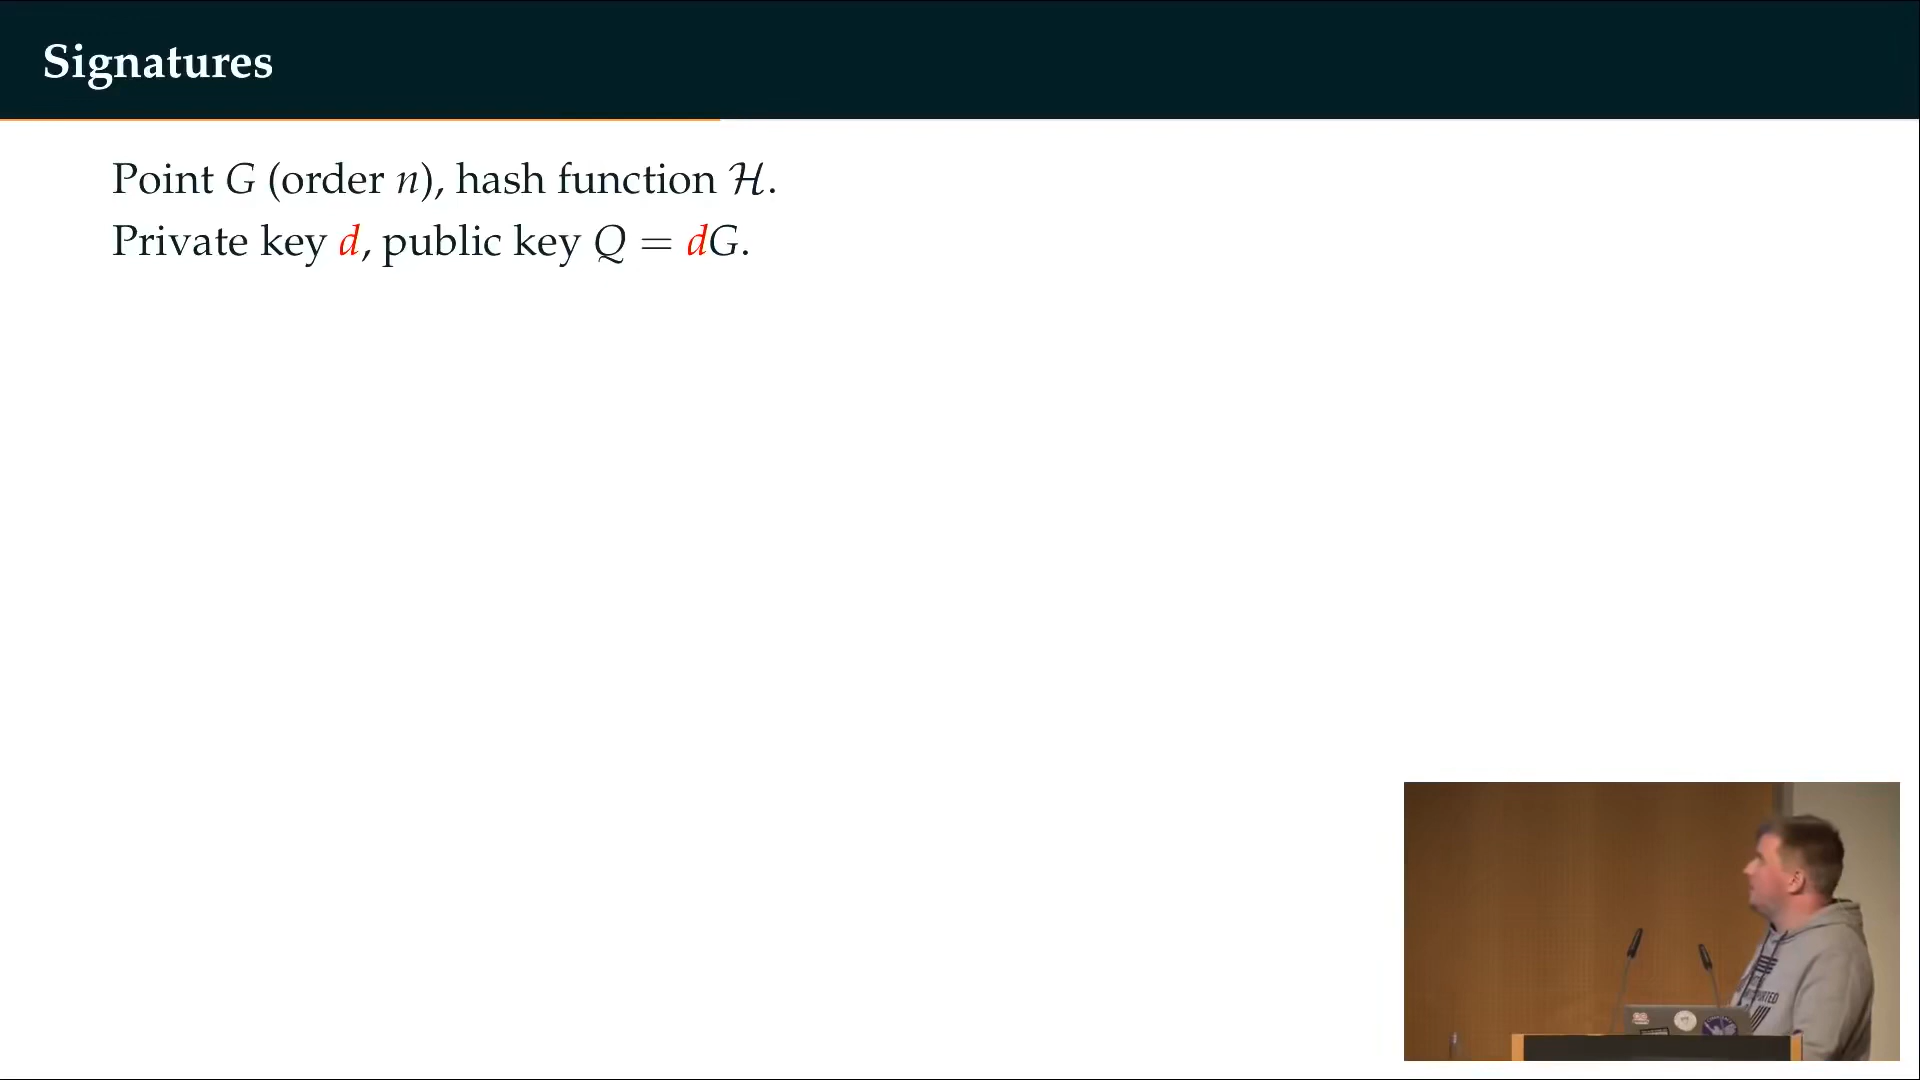 Signatures
Point G (order n), hash function ℋ.
Private key d, public key Q = dG.